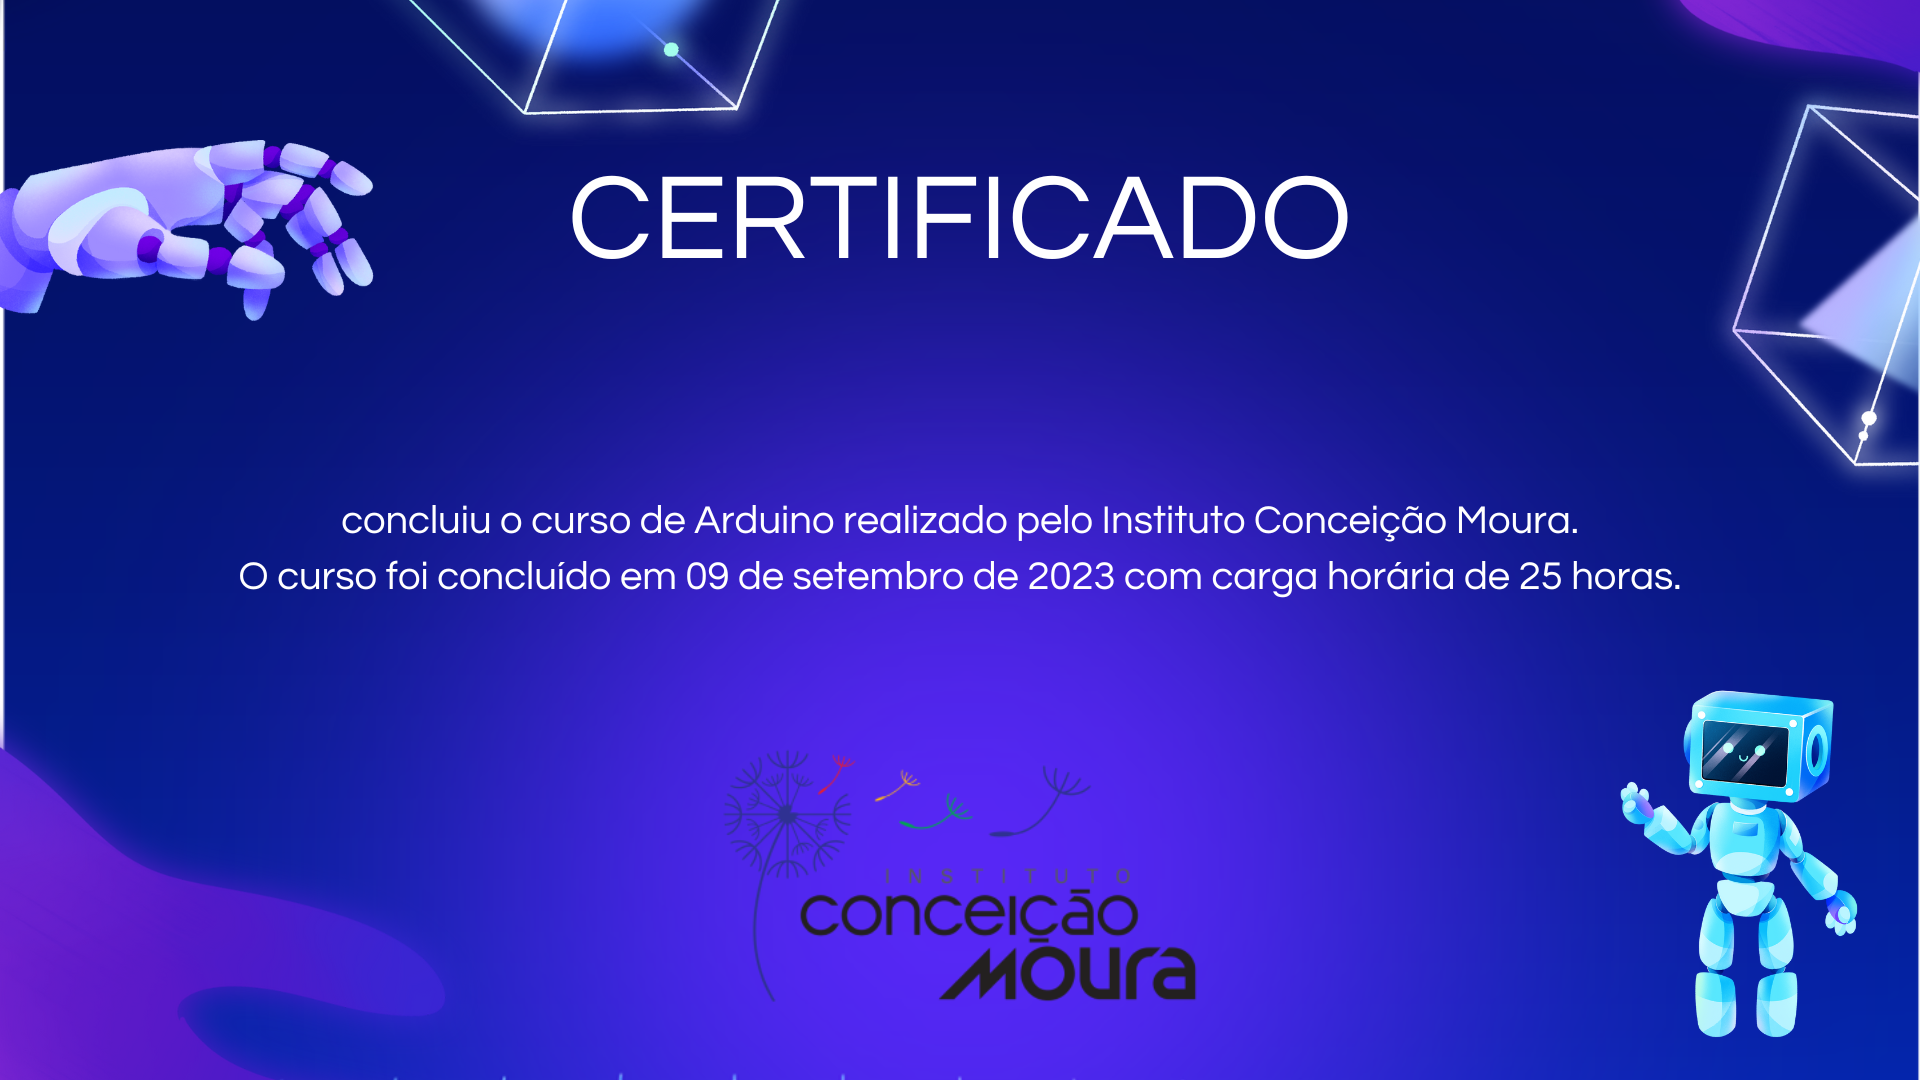 CERTIFICADO
concluiu o curso de Arduino realizado pelo Instituto Conceição Moura.
O curso foi concluído em 09 de setembro de 2023 com carga horária de 25 horas.
INSTITUTO
conceição
Moura